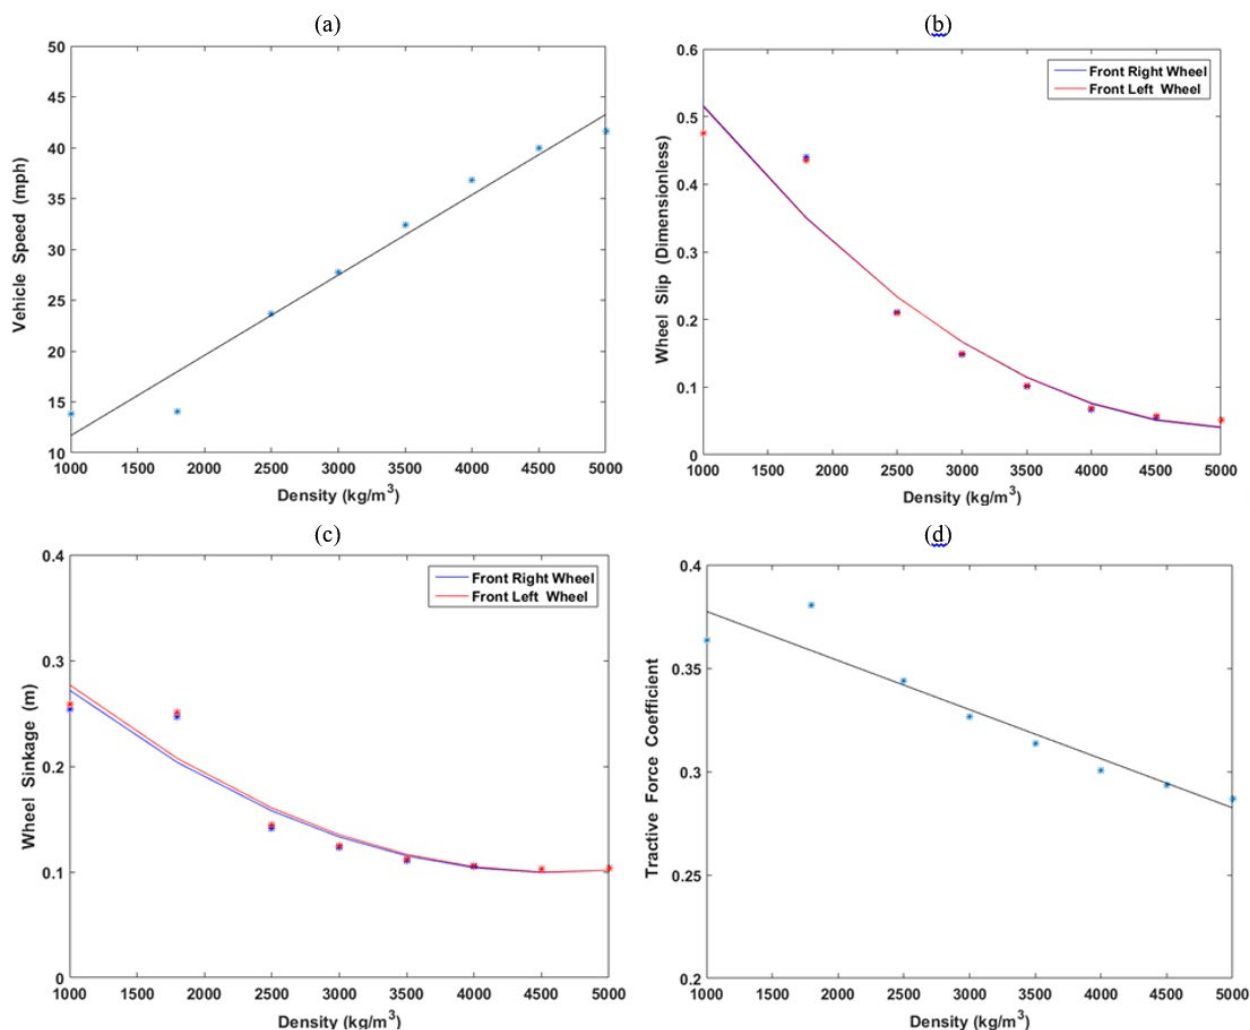 (a)
50
45
40
35
30
25
20
15
10
Vehicle Speed (mph)
1000 1500 2000 2500 3000 3500 4000 4500 5000
Density (kg/m³)
(b)
0.6
0.5
0.4
0.3
0.2
0.1
0
Wheel Slip (Dimensionless)
Front Right Wheel
Front Left Wheel
1000 1500 2000 2500 3000 3500 4000 4500 5000
Density (kg/m³)
(c)
0.4
0.3
0.2
0.1
0
Wheel Sinkage (m)
Front Right Wheel
Front Left Wheel
1000 1500 2000 2500 3000 3500 4000 4500 5000
Density (kg/m³)
(d)
0.4
0.35
0.3
0.25
0.2
Tractive Force Coefficient
1000 1500 2000 2500 3000 3500 4000 4500 5000
Density (kg/m³)